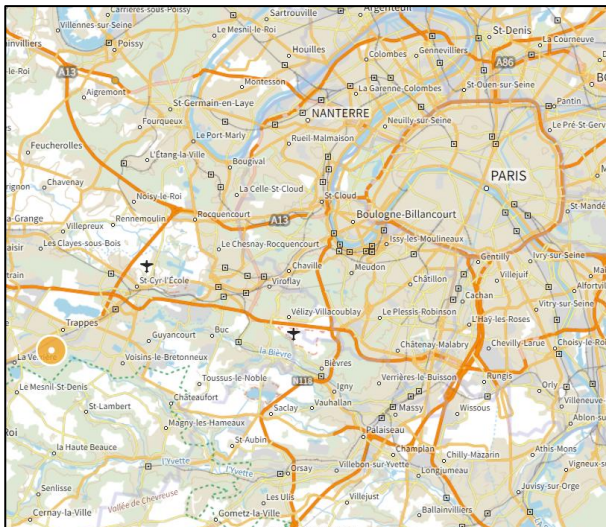 Carrières-sous-Poissy
Sartrouville
Argenteuil
Villennes-sur-Seine
Le Mesnil-le-Roi
St-Denis
La Courneuve
Poissy
Houilles
Colombes
Gennevilliers
A86
A13
Montesson
La Garenne-Colombes
St-Ouen-sur-Seine
Aigremont
St-Germain-en-Laye
Pantin
Fourqueux
NANTERRE
Neuilly-sur-Seine
Le Pré-St-Gerv
Le Port-Marly
Rueil-Malmaison
Feucherolles
L'Étang-la-Ville
Bougival
Chavenay
La Celle-St-Cloud
St-Cloud
PARIS
Noisy-le-Roi
St-Mandé
-la-Grange
Rennemoulin
Rocquencourt
A13
Boulogne-Billancourt
Villepreux
Les Clayes-sous-Bois
Le Chesnay-Rocquencourt
Issy-les-Moulineaux
Gentilly
Ivry-sur-Seine
Chaville
Meudon
Alfortvil
St-Cyr-l'École
Viroflay
Châtillon
Villejuif
Cachan
Vitry-sur-Seine
Vélizy-Villacoublay
Le Plessis-Robinson
L'Haÿ-les-Roses
Trappes
Guyancourt
Buc
Châtenay-Malabry
Chevilly-Larue
Choisy-le-Roi
la Bièvre
Voisins-le-Bretonneux
Bièvres
Verrières-le-Buisson
Rungis
Le Mesnil-St-Denis
Toussus-le-Noble
N118
Igny
Orly
Châteaufort
Villeneuve-
Vauhallan
Massy
Wissous
St-Lambert
Saclay
Magny-les-Hameaux
Palaiseau
la Haute Beauce
St-Aubin
Champlan
Chilly-Mazarin
Athis-Mons
l'Yvette
l'Yvette
Orsay
Villebon-sur-Yvette
Longjumeau
Senlisse
Vallée de Chevreuse
Les Ulis
Villejust
Juvisy-sur-Orge
Cernay-la-Ville
Gometz-la-Ville
Ballainvilliers